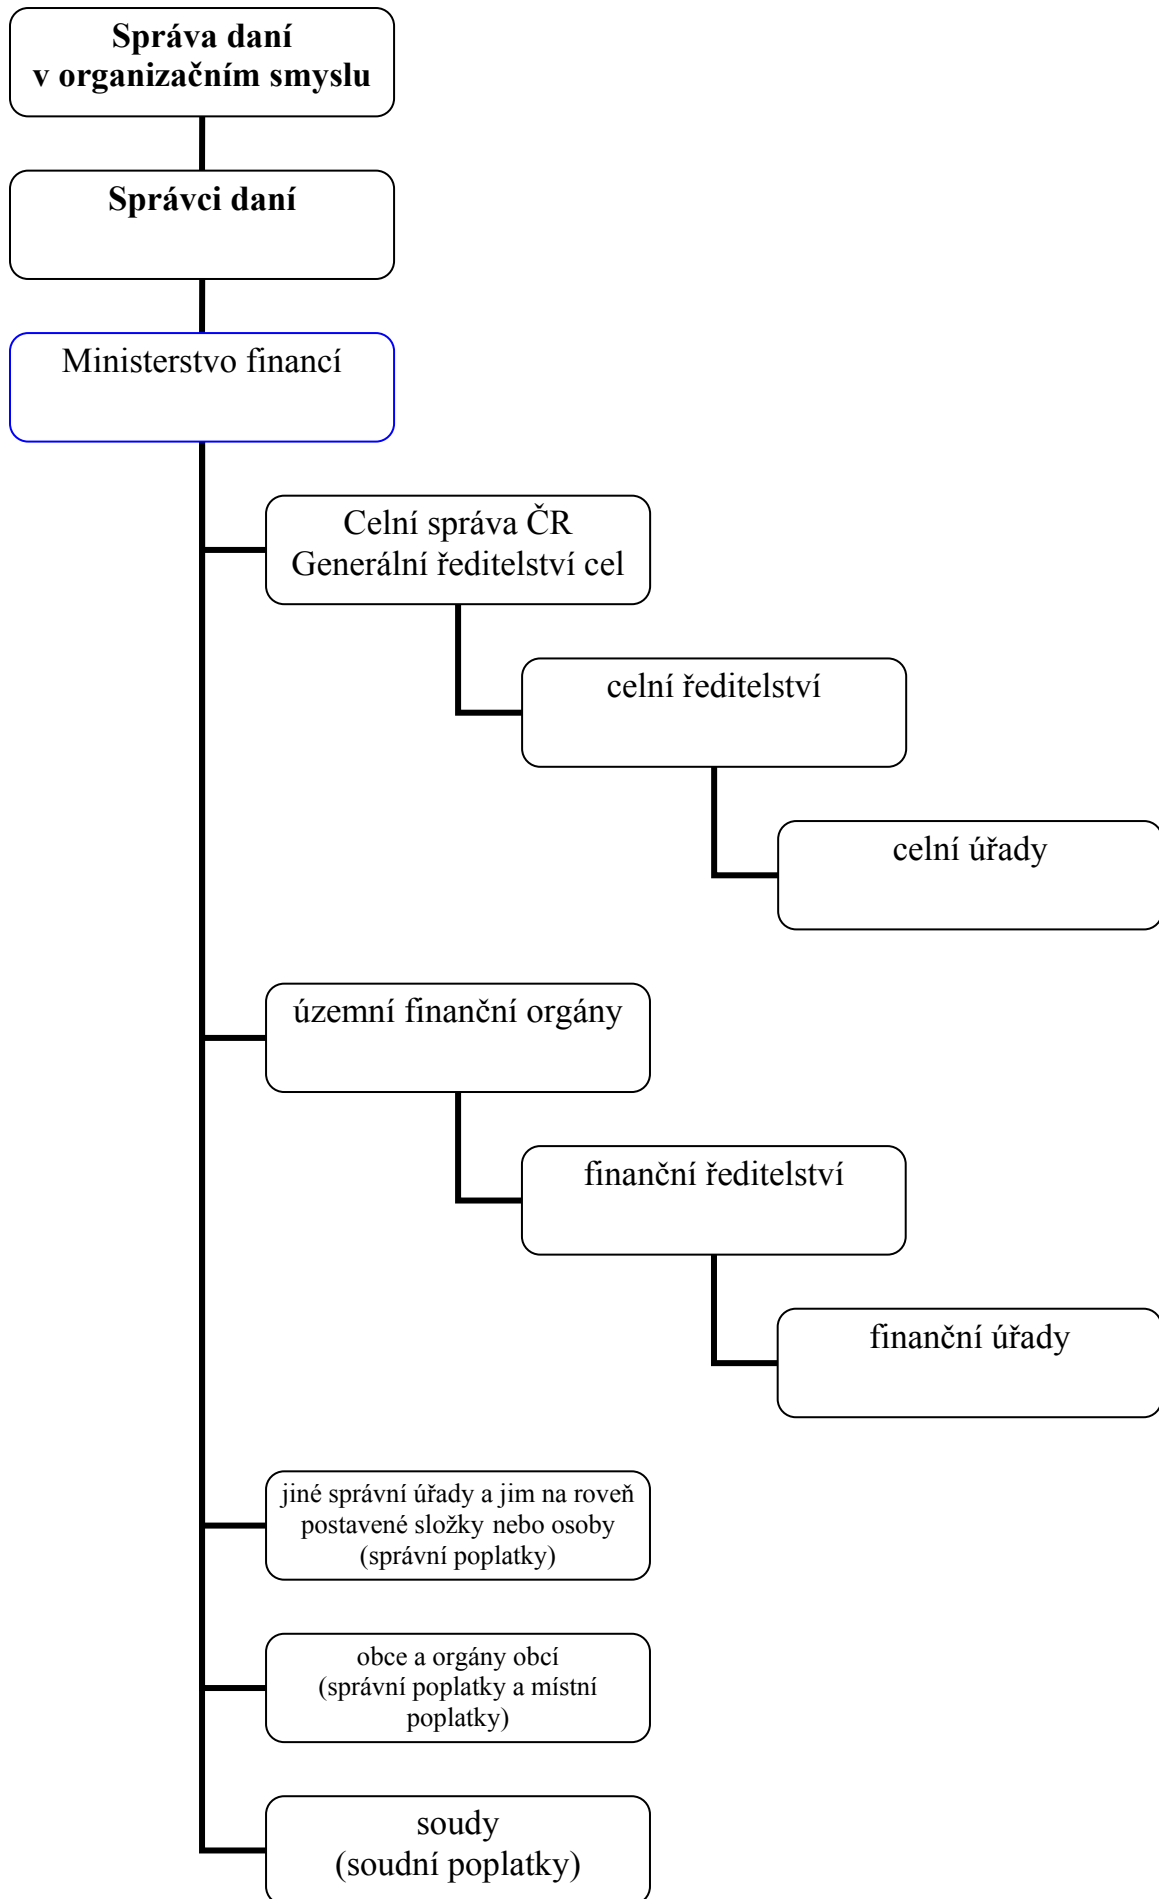 Správa daní
v organizačním smyslu
Správci daní
Ministerstvo financí
Celní správa ČR
Generální ředitelství cel
celní ředitelství
celní úřady
územní finanční orgány
finanční ředitelství
finanční úřady
jiné správní úřady a jim na roveň
postavené složky nebo osoby
(správní poplatky)
obce a orgány obcí
(správní poplatky a místní
poplatky)
soudy
(soudní poplatky)